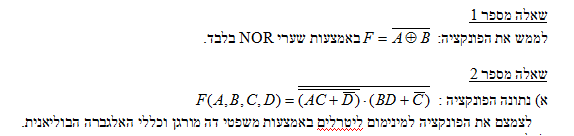 שאלה מספר 1
לממש את הפונקציה: $F = \overline{A \oplus B}$ באמצעות שערי NOR בלבד.
שאלה מספר 2
א) נתונה הפונקציה : $F(A,B,C,D) = \overline{\overline{(AC + \overline{D})} \cdot (BD + \overline{C})}$
לצמצם את הפונקציה למינימום ליטרלים באמצעות משפטי דה מורגן וכללי האלגברה הבוליאנית.